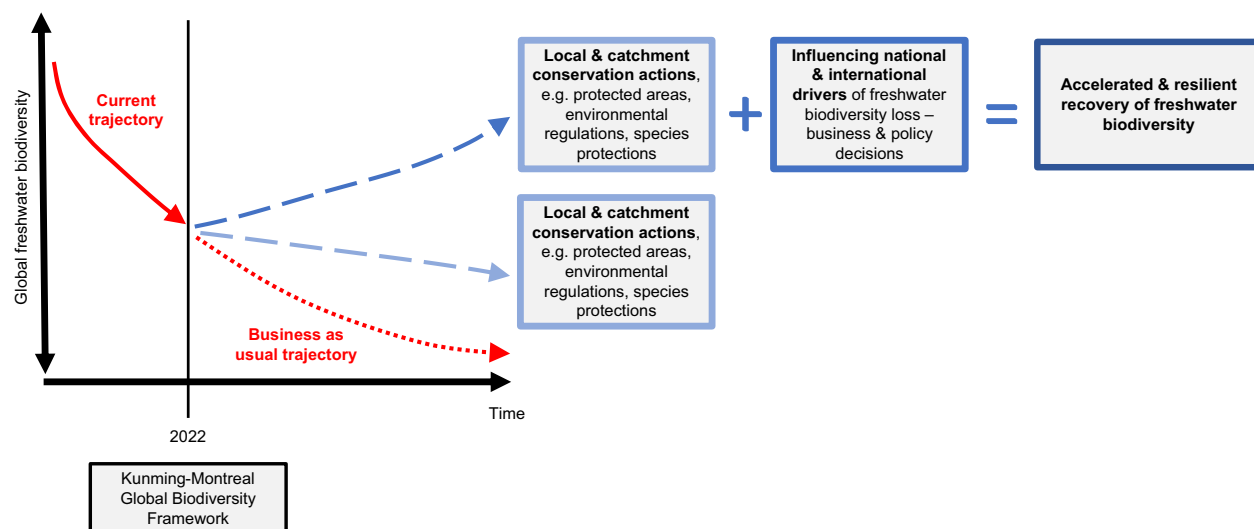 Global freshwater biodiversity
Current
trajectory
Business as
usual trajectory
Time
2022
Kunming-Montreal
Global Biodiversity
Framework
Local & catchment
conservation actions,
e.g. protected areas,
environmental
regulations, species
protections
+
Influencing national
& international
drivers of freshwater
biodiversity loss –
business & policy
decisions
=
Accelerated & resilient
recovery of freshwater
biodiversity
Local & catchment
conservation actions,
e.g. protected areas,
environmental
regulations, species
protections